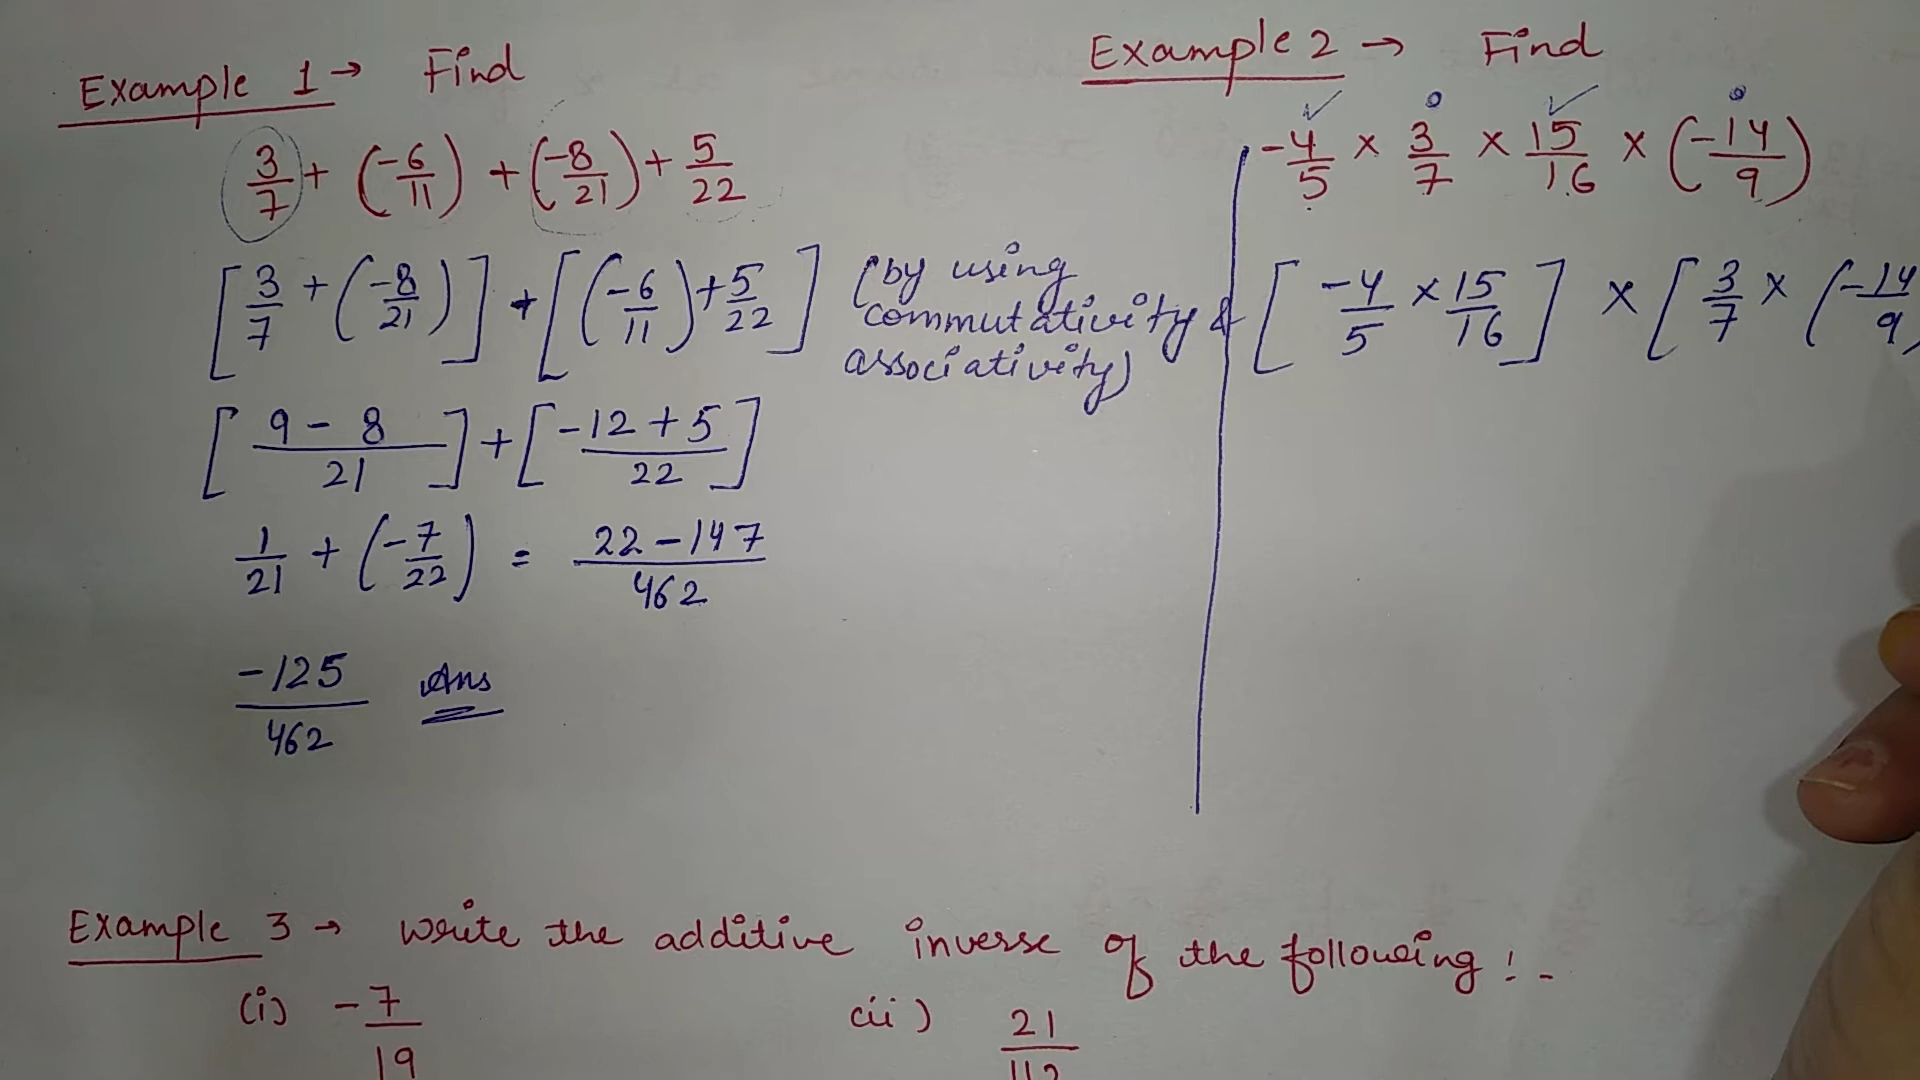 Example 1 → Find
3/7 + (-6/11) + (-8/21) + 5/22
[3/7 + (-8/21)] + [(-6/11) + 5/22] (by using commutativity & associativity)
[9 - 8/21] + [-12 + 5/22]
1/21 + (-7/22) = 22 - 147/462
-125/462 Ans
Example 2 → Find
-4/5 × 3/7 × 15/16 × (-14/9)
[-4/5 × 15/16] × [3/7 × (-14/9)
Example 3 → Write the additive inverse of the following :-
(i) -7/19
(ii) 21/112